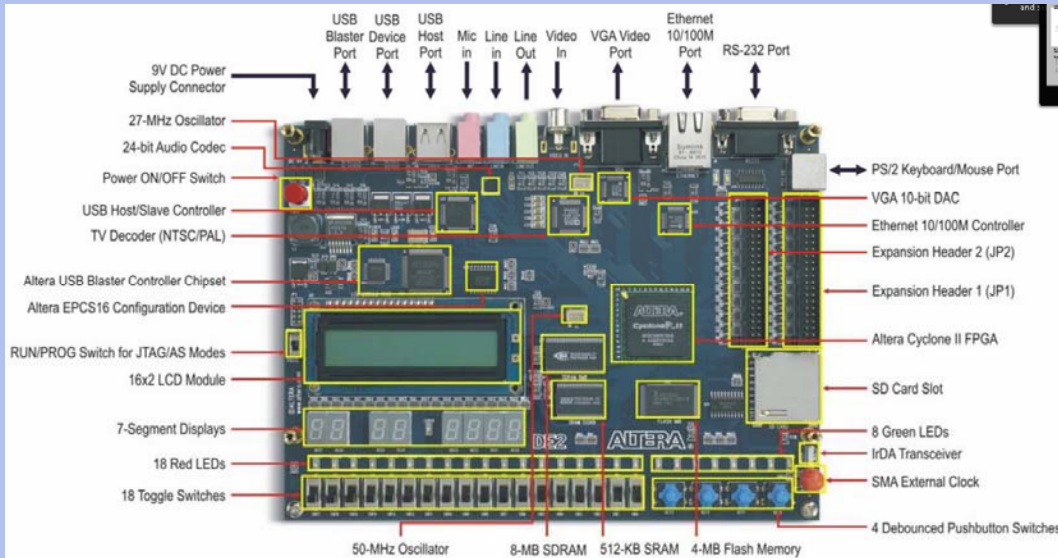 USB Blaster Port
USB Device Port
USB Host Port
Mic in
Line in
Line Out
Video In
VGA Video Port
Ethernet 10/100M Port
RS-232 Port
9V DC Power
Supply Connector
27-MHz Oscillator
24-bit Audio Codec
Power ON/OFF Switch
USB Host/Slave Controller
TV Decoder (NTSC/PAL)
Altera USB Blaster Controller Chipset
Altera EPCS16 Configuration Device
RUN/PROG Switch for JTAG/AS Modes
16x2 LCD Module
7-Segment Displays
18 Red LEDs
18 Toggle Switches
PS/2 Keyboard/Mouse Port
VGA 10-bit DAC
Ethernet 10/100M Controller
Expansion Header 2 (JP2)
Expansion Header 1 (JP1)
Altera Cyclone II FPGA
SD Card Slot
8 Green LEDs
IrDA Transceiver
SMA External Clock
4 Debounced Pushbutton Switches
50-MHz Oscillator
8-MB SDRAM
512-KB SRAM
4-MB Flash Memory
ALTERA
Cyclone II
DE2
ALTERA